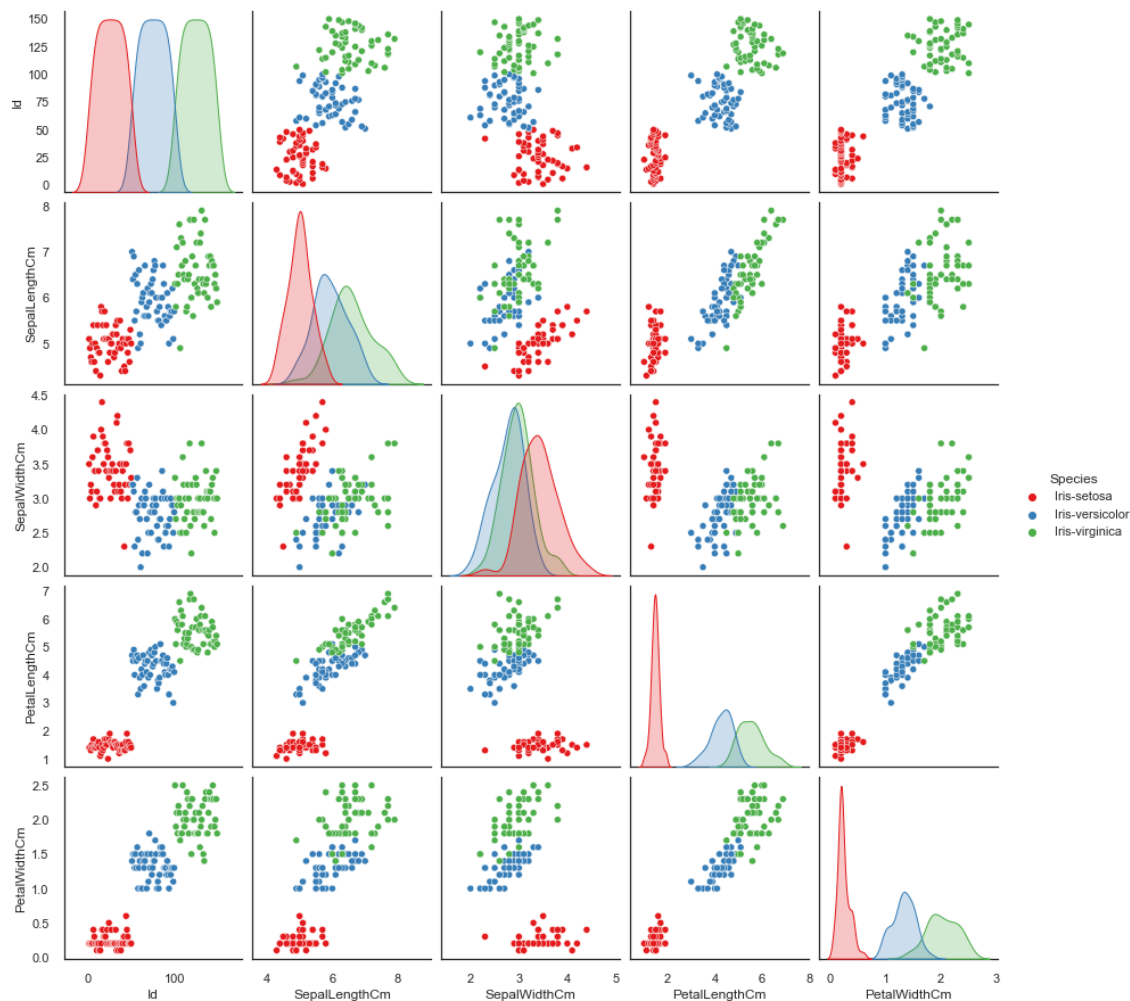 150
125
100
75
50
25
0
Id
8
7
6
5
SepalLengthCm
4.5
4.0
3.5
3.0
2.5
2.0
SepalWidthCm
Species
Iris-setosa
Iris-versicolor
Iris-virginica
7
6
5
4
3
2
1
PetalLengthCm
2.5
2.0
1.5
1.0
0.5
0.0
PetalWidthCm
0 100
Id
4 6 8
SepalLengthCm
2 3 4 5
SepalWidthCm
2 4 6 8
PetalLengthCm
0 1 2 3
PetalWidthCm